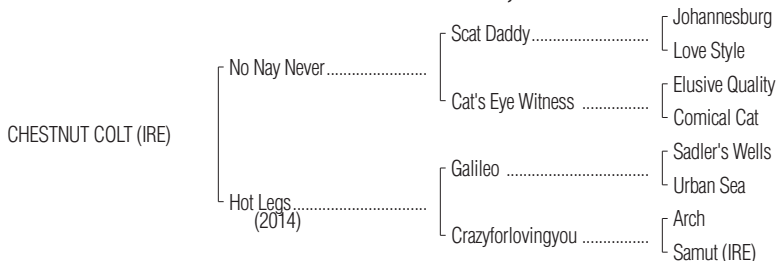 Johannesburg
Scat Daddy
Love Style
No Nay Never
Elusive Quality
Cat's Eye Witness
Comical Cat
CHESTNUT COLT (IRE)
Sadler's Wells
Galileo
Urban Sea
Hot Legs
(2014)
Arch
Crazyforlovingyou
Samut (IRE)